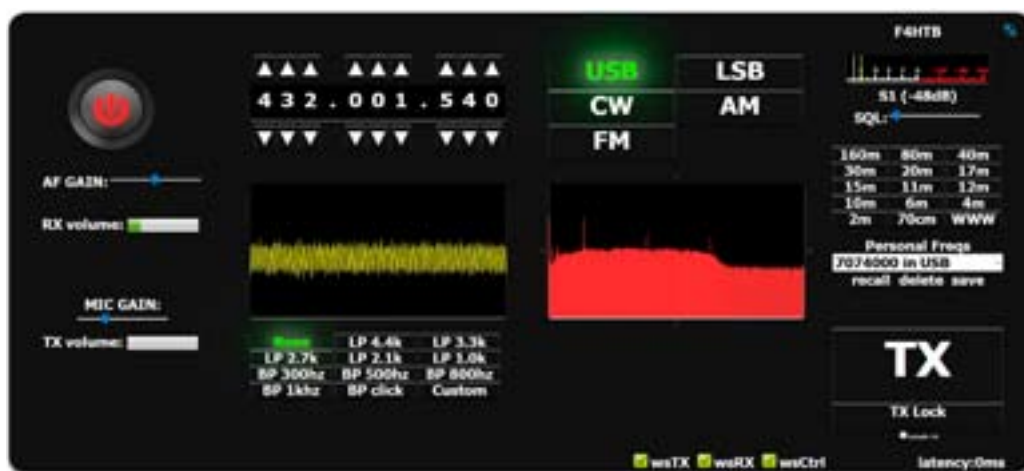 F4HTB
432.001.540
USB LSB
CW AM
FM
S1 (-48dB)
SQL:
AF GAIN:
RX volume:
MIC GAIN:
TX volume:
LP 4.4k LP 3.3k
LP 2.7k LP 2.1k LP 1.0k
BP 300hz BP 500hz BP 800hz
BP 1khz BP click Custom
160m 80m 40m
30m 20m 17m
15m 11m 12m
10m 6m 4m
2m 70cm WWW
Personal Freqs
7074000 in USB
recall delete save
TX
TX Lock
wsTX wsRX wsCtrl
latency:0ms